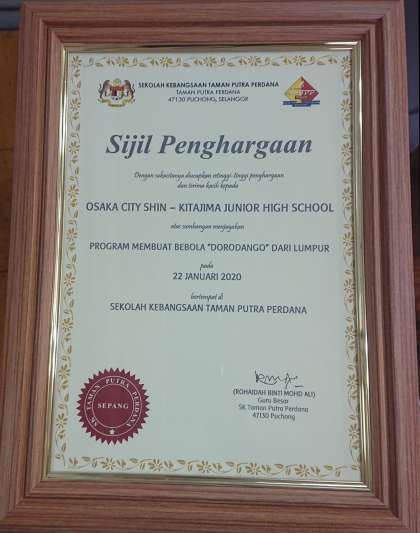 SEKOLAH KEBANGSAAN TAMAN PUTRA PERDANA
TAMAN PUTRA PERDANA
47130 PUCHONG, SELANGOR
Sijil Penghargaan
Dengan sukacitanya diucapkan setinggi-tinggi penghargaan
dan terima kasih kepada
OSAKA CITY SHIN – KITAJIMA JUNIOR HIGH SCHOOL
atas sumbangan menjayakan
PROGRAM MEMBUAT BEBOLA "DORODANGO" DARI LUMPUR
pada
22 JANUARI 2020
bertempat di
SEKOLAH KEBANGSAAN TAMAN PUTRA PERDANA
(ROHAIDAH BINTI MOHD ALI)
Guru Besar
SK Taman Putra Perdana
47130 Puchong
SK TAMAN PUTRA PERDANA
SEPANG